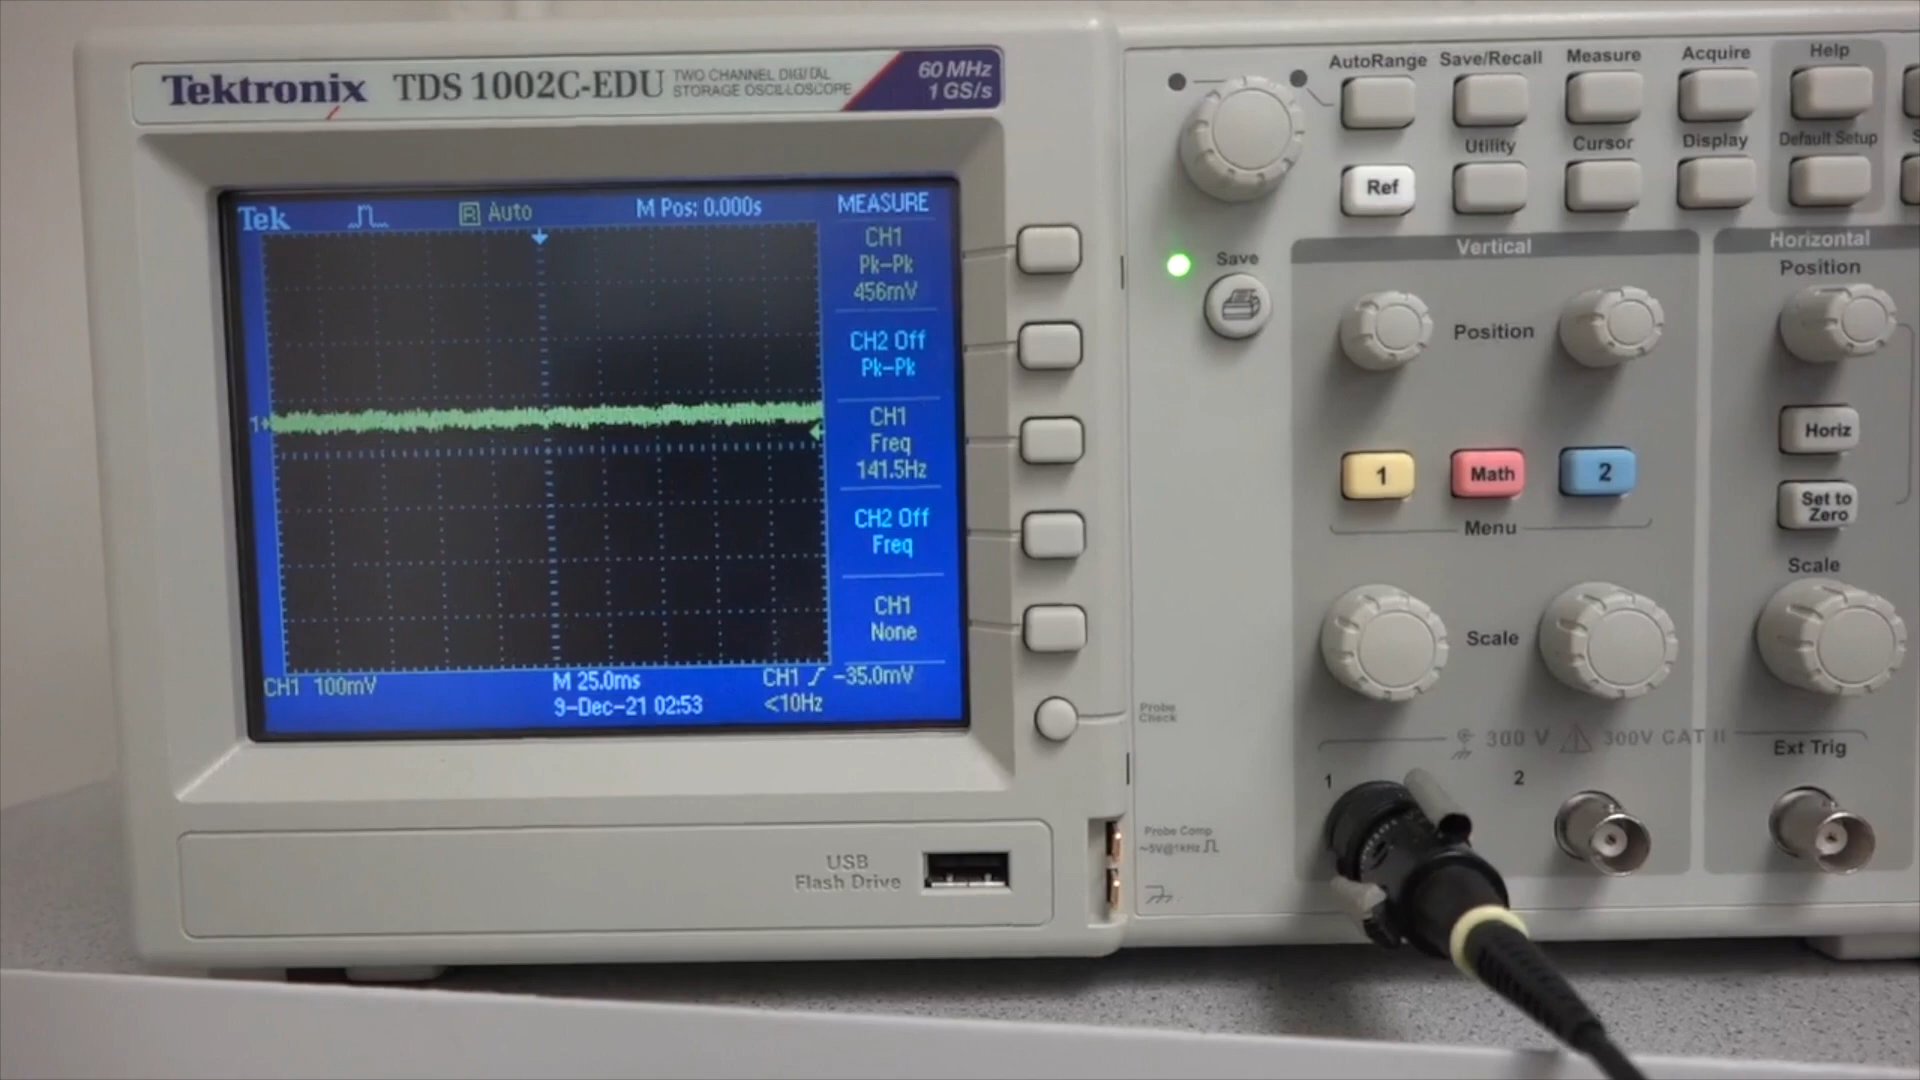 Tektronix TDS 1002C-EDU TWO CHANNEL DIGITAL
STORAGE OSCILLOSCOPE
60 MHz
1 GS/s
Tek
R Auto
M Pos: 0.000s
MEASURE
CH1
Pk-Pk
456mV
CH2 Off
Pk-Pk
CH1
Freq
141.5Hz
CH2 Off
Freq
CH1
None
1
CH1 100mV
M 25.0ms
CH1
-35.0mV
9-Dec-21 02:53
<10Hz
USB
Flash Drive
AutoRange
Save/Recall
Measure
Acquire
Help
Ref
Utility
Cursor
Display
Default Setup
Save
Vertical
Horizontal
Position
Position
1
Math
2
Horiz
Menu
Set to
Zero
Scale
Scale
Probe
Check
300 V
300V CAT II
Ext Trig
1
2
Probe Comp
~5V@1kHz